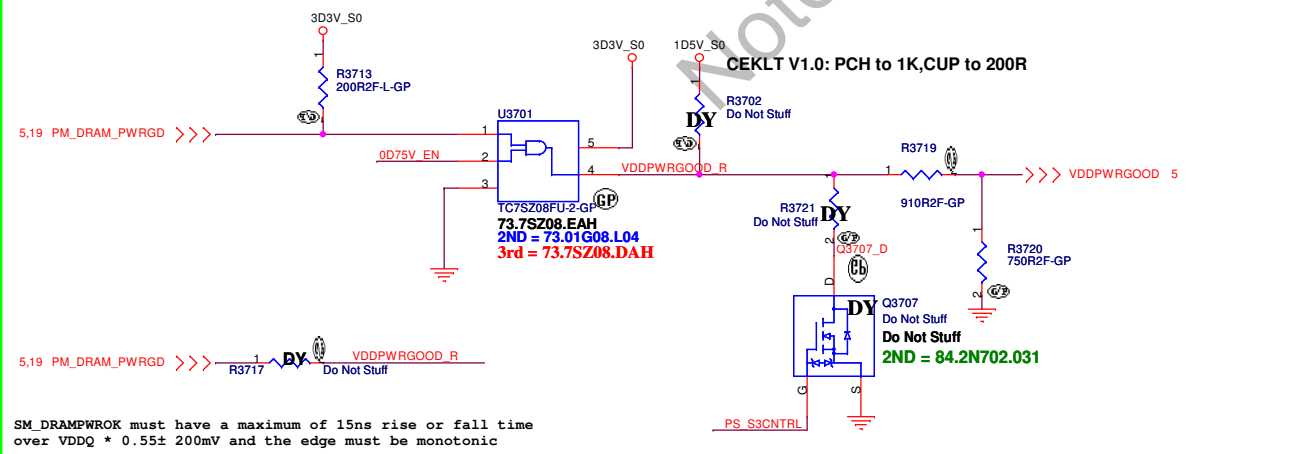 3D3V_S0
1
R3713
200R2F-L-GP
5,19 PM_DRAM_PWRGD
0D75V_EN
1
2
3
U3701
5
4
TC7SZ08FU-2-GP
GP
73.7SZ08.EAH
2ND = 73.01G08.L04
3rd = 73.7SZ08.DAH
3D3V_S0
1D5V_S0
CEKLT V1.0: PCH to 1K,CUP to 200R
1
R3702
Do Not Stuff
DY
VDDPWRGOOD_R
R3719
1
910R2F-GP
VDDPWRGOOD 5
1
R3721
Do Not Stuff
DY
2
Q3707_D
1
R3720
750R2F-GP
2
D
DY
Q3707
Do Not Stuff
Do Not Stuff
2ND = 84.2N702.031
G
S
PS_S3CNTRL
5,19 PM_DRAM_PWRGD
1
R3717
DY
Do Not Stuff
VDDPWRGOOD_R
SM_DRAMPWROK must have a maximum of 15ns rise or fall time
over VDDQ * 0.55± 200mV and the edge must be monotonic